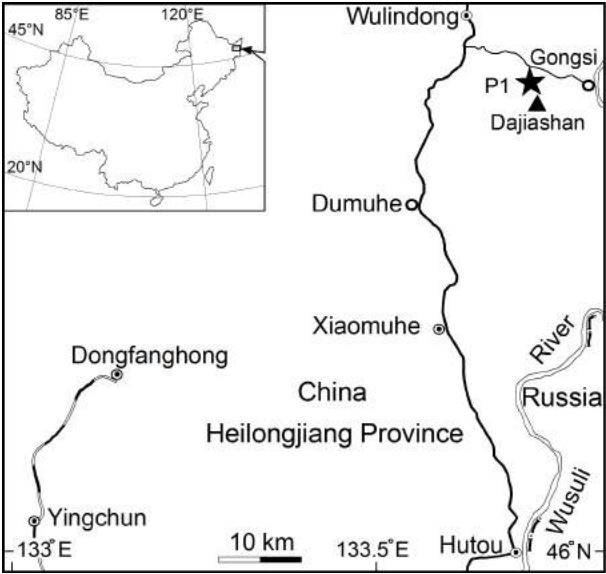 85°E
120°E
45°N
20°N
Wulindong
Gongsi
P1
Dajiashan
Dumuhe
Xiaomuhe
Dongfanghong
River
China
Russia
Heilongjiang Province
Wusuli
Yingchun
10 km
Hutou
133°E
133.5°E
46°N